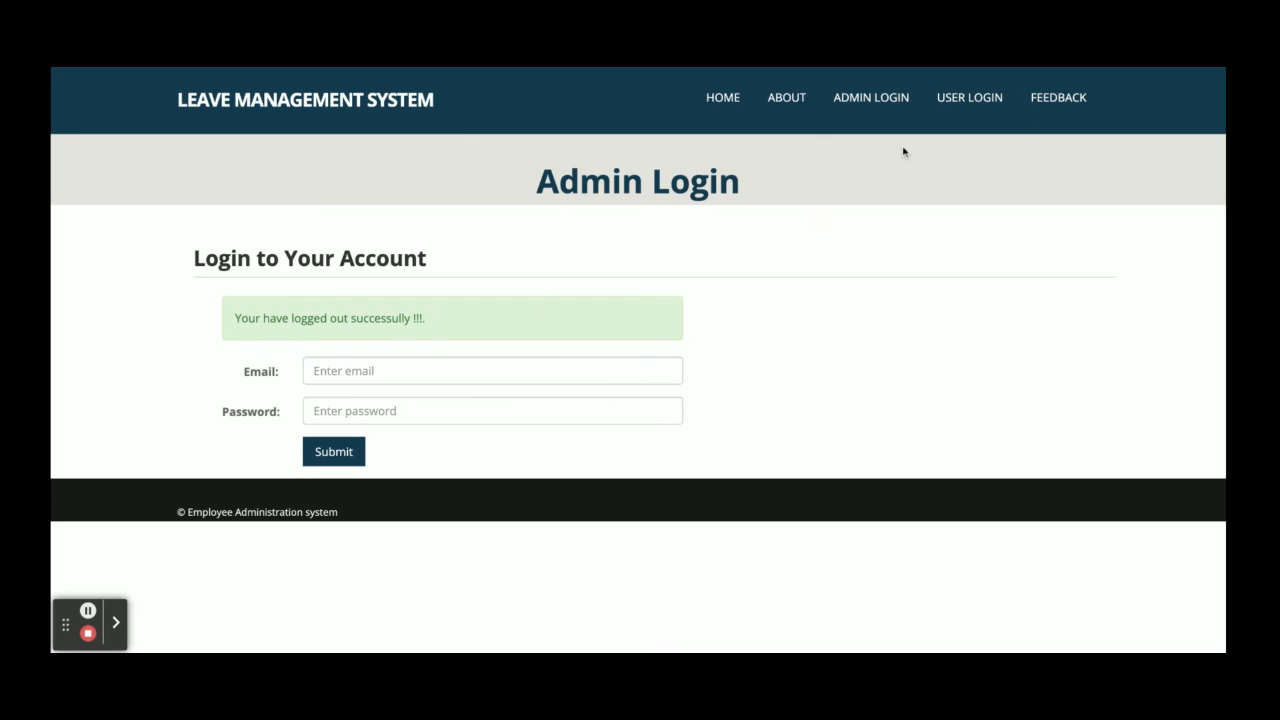 LEAVE MANAGEMENT SYSTEM
HOME ABOUT ADMIN LOGIN USER LOGIN FEEDBACK
Admin Login
Login to Your Account
Your have logged out successully !!!.
Email: Enter email
Password: Enter password
Submit
© Employee Administration system